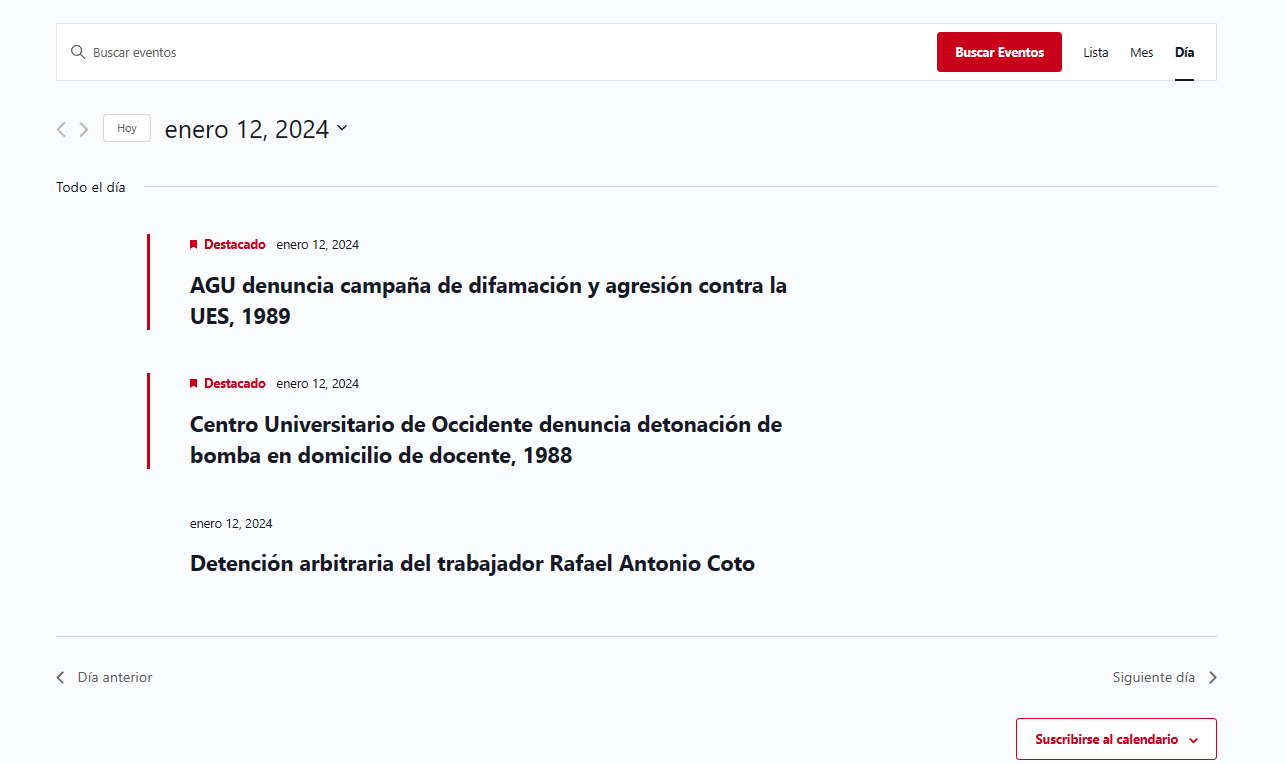 Buscar eventos
Buscar Eventos
Lista
Mes
Día
Hoy
enero 12, 2024
Todo el día
Destacado enero 12, 2024
AGU denuncia campaña de difamación y agresión contra la
UES, 1989
Destacado enero 12, 2024
Centro Universitario de Occidente denuncia detonación de
bomba en domicilio de docente, 1988
enero 12, 2024
Detención arbitraria del trabajador Rafael Antonio Coto
Día anterior
Siguiente día
Suscribirse al calendario